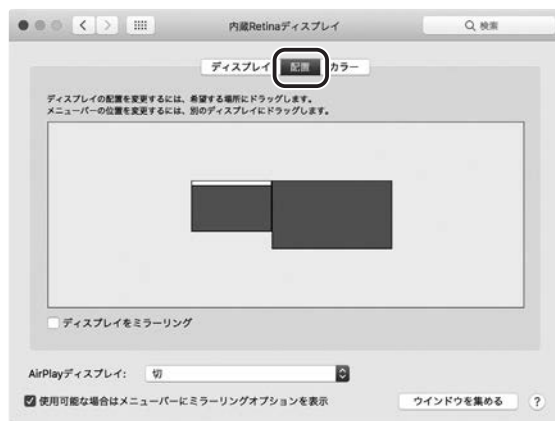 内蔵Retinaディスプレイ
検索
ディスプレイ 配置 カラー
ディスプレイの配置を変更するには、希望する場所にドラッグします。
メニューバーの位置を変更するには、別のディスプレイにドラッグします。
ディスプレイをミラーリング
AirPlayディスプレイ: 切
使用可能な場合はメニューバーにミラーリングオプションを表示
ウインドウを集める ?